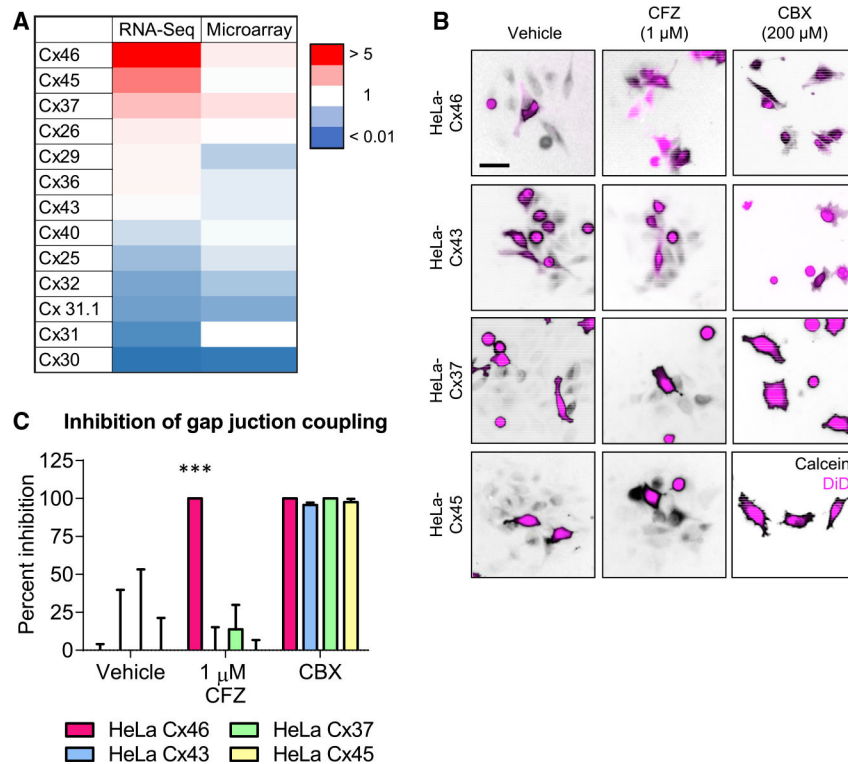 A
RNA-Seq Microarray
Cx46
Cx45
Cx37
Cx26
Cx29
Cx36
Cx43
Cx40
Cx25
Cx32
Cx 31.1
Cx31
Cx30
> 5
1
< 0.01
B
Vehicle
CFZ
(1 µM)
CBX
(200 µM)
HeLa-
Cx46
HeLa-
Cx43
HeLa-
Cx37
HeLa-
Cx45
Calcein
DiD
C Inhibition of gap juction coupling
Percent inhibition
125
100
75
50
25
0
***
Vehicle
1 µM
CFZ
CBX
HeLa Cx46
HeLa Cx37
HeLa Cx43
HeLa Cx45